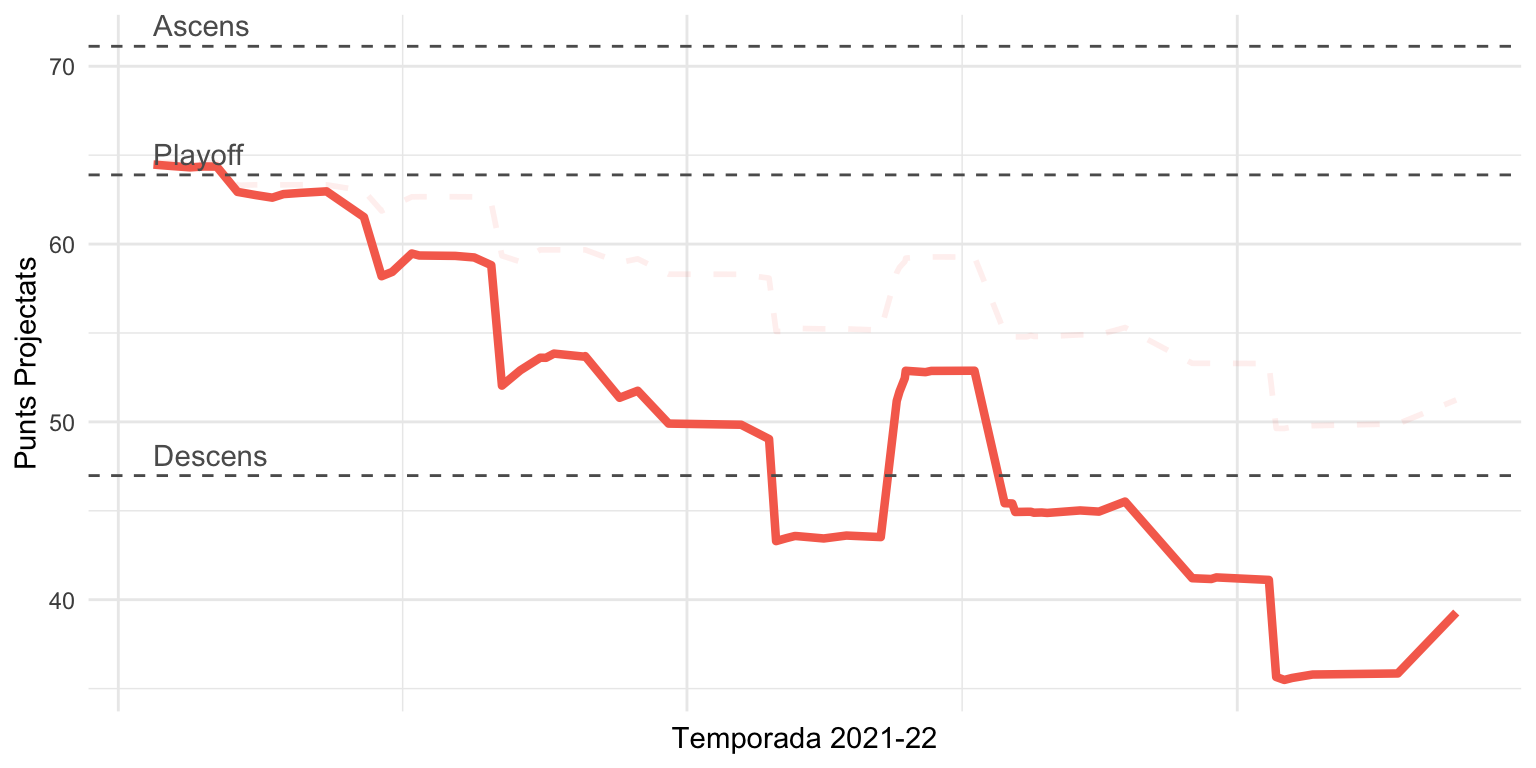 Ascens
70
Playoff
60
50
Descens
40
Punts Projectats
Temporada 2021-22